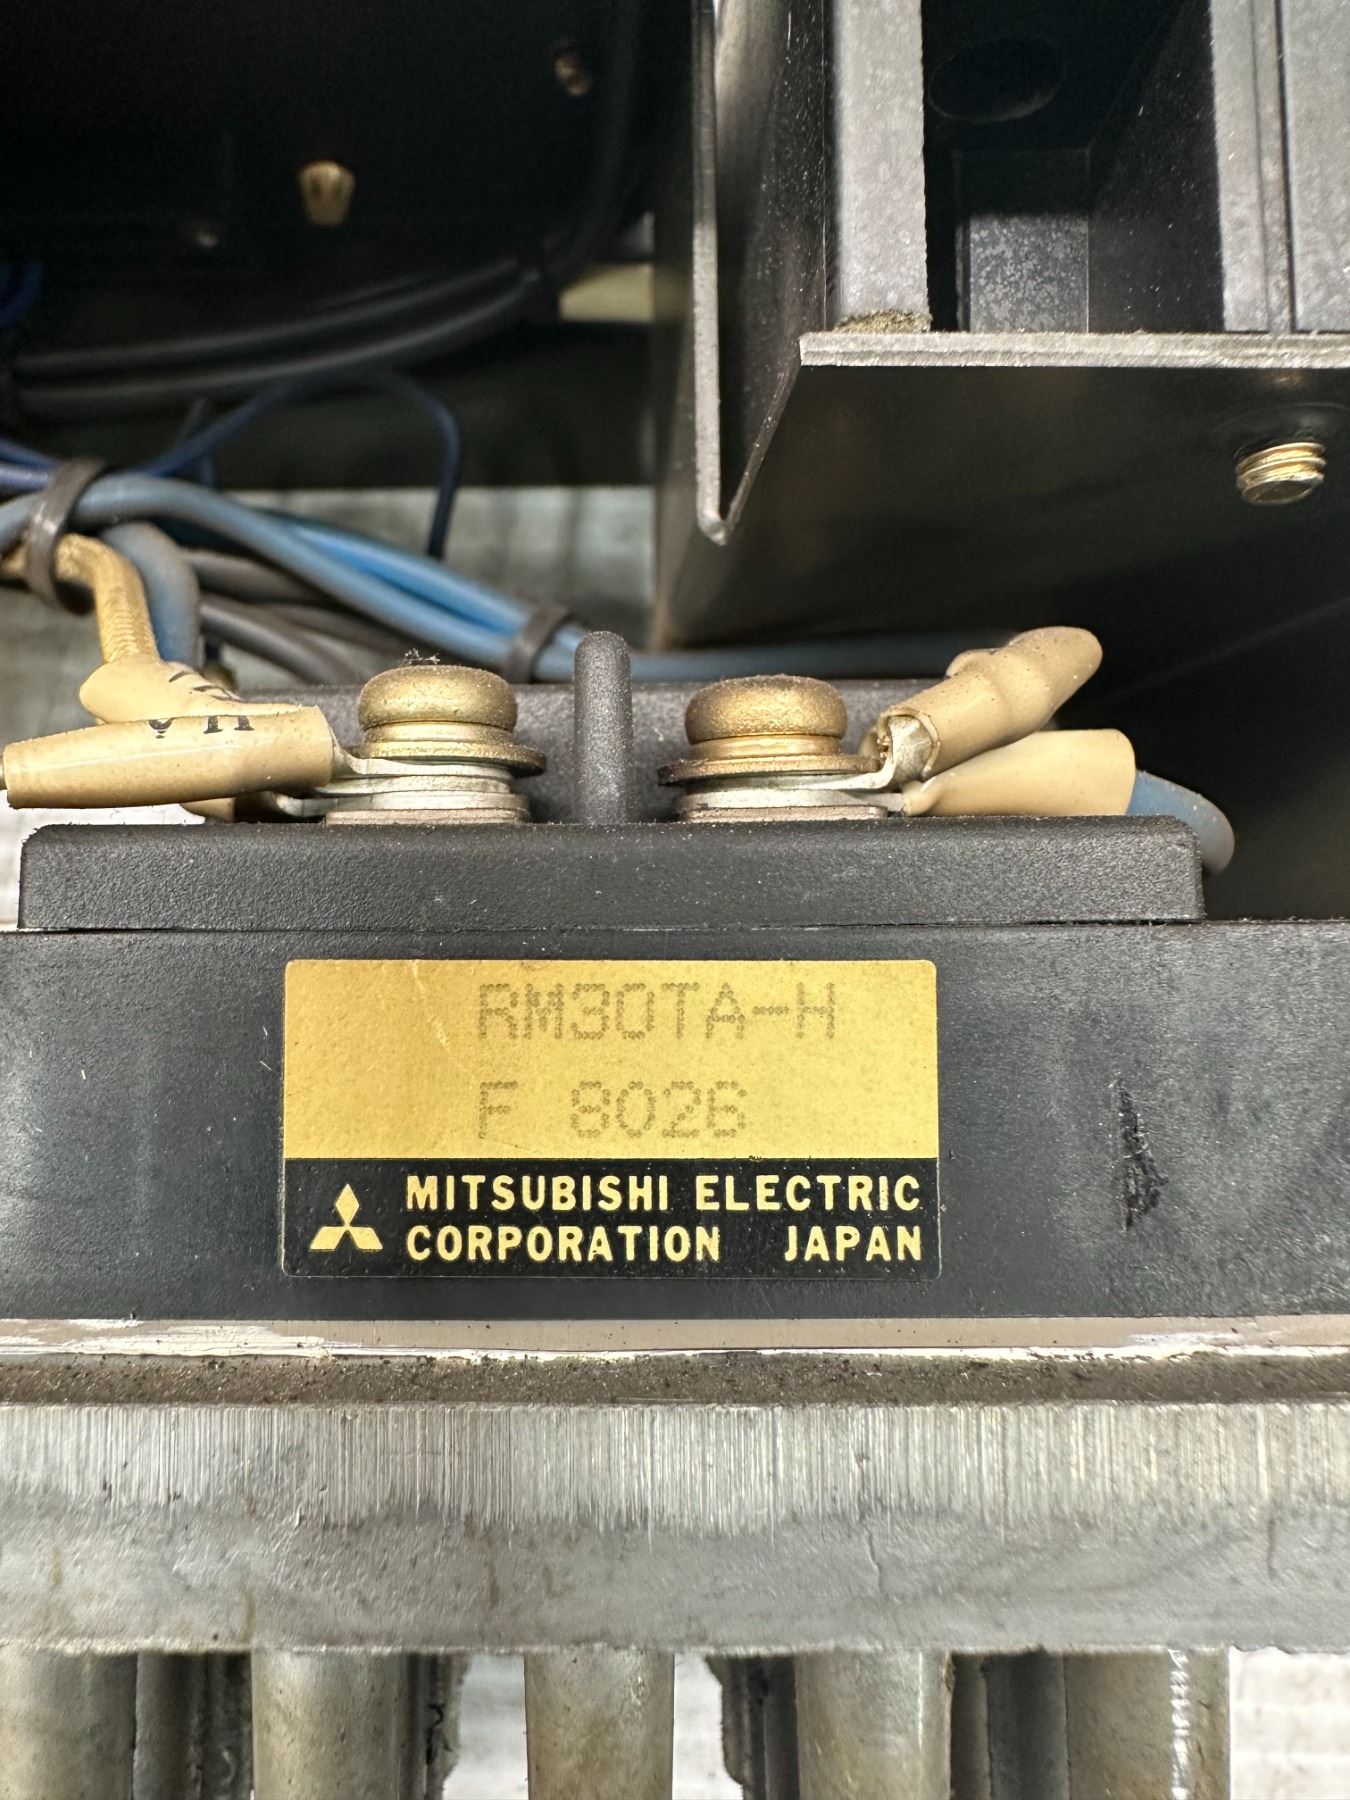 RM30TA-H
F 8026
MITSUBISHI ELECTRIC
CORPORATION JAPAN